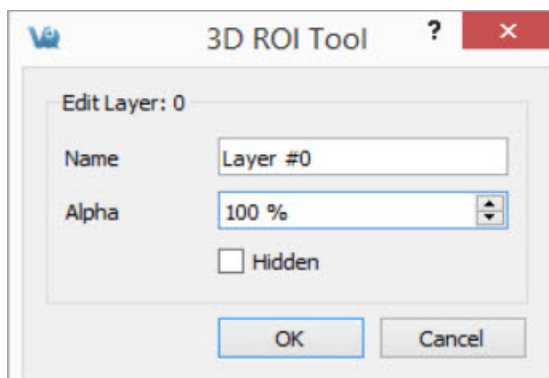 3D ROI Tool ?
Edit Layer: 0
Name Layer #0
Alpha 100 %
Hidden
OK Cancel